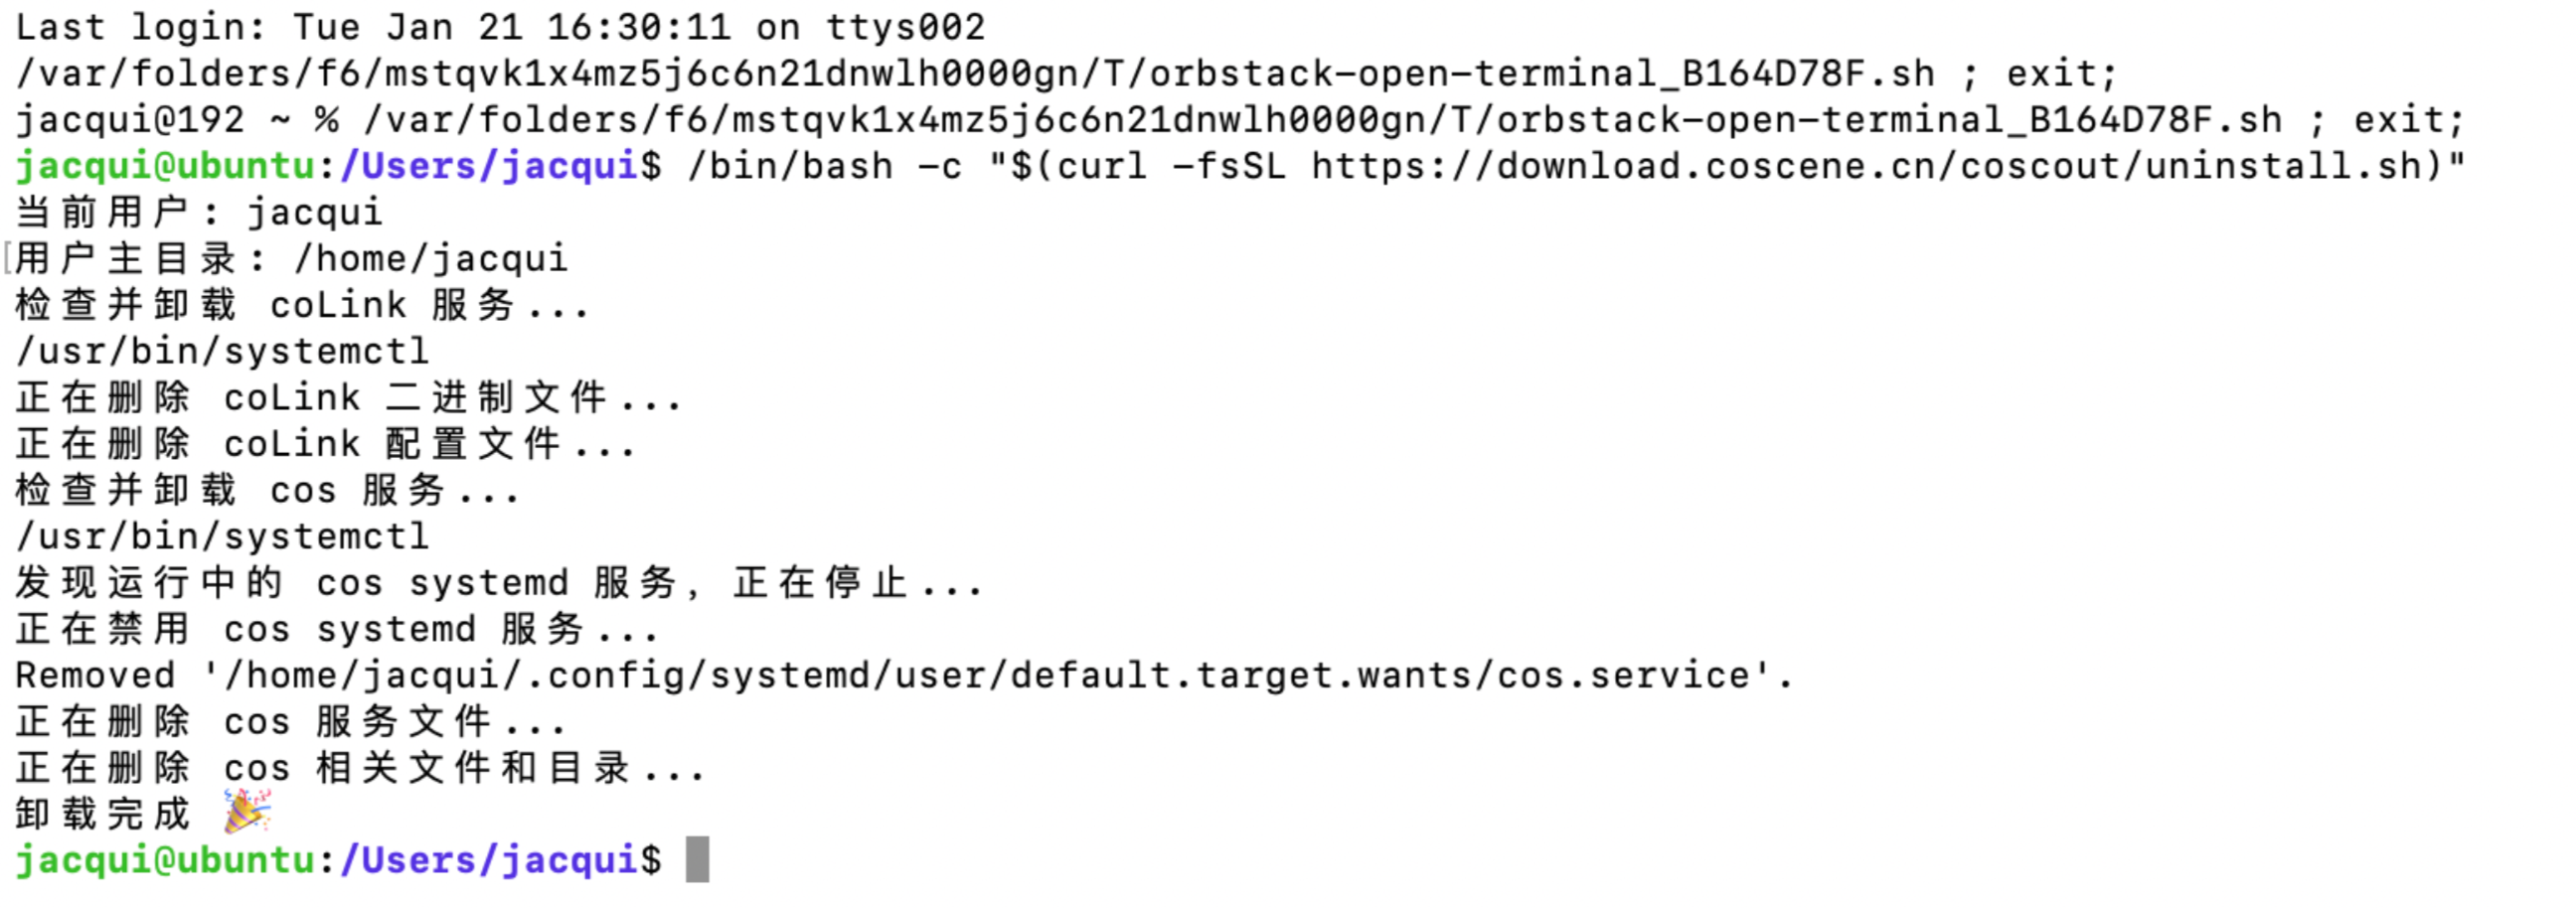 Last login: Tue Jan 21 16:30:11 on ttys002
/var/folders/f6/mstqvk1x4mz5j6c6n21dnwlh0000gn/T/orbstack-open-terminal_B164D78F.sh ; exit;
jacqui@192 ~ % /var/folders/f6/mstqvk1x4mz5j6c6n21dnwlh0000gn/T/orbstack-open-terminal_B164D78F.sh ; exit;
jacqui@ubuntu:/Users/jacqui$ /bin/bash -c "$(curl -fsSL https://download.coscene.cn/coscout/uninstall.sh)"
当前用户: jacqui
[用户主目录: /home/jacqui
检查并卸载 coLink 服务...
/usr/bin/systemctl
正在删除 coLink 二进制文件...
正在删除 coLink 配置文件...
检查并卸载 cos 服务...
/usr/bin/systemctl
发现运行中的 cos systemd 服务, 正在停止...
正在禁用 cos systemd 服务...
Removed '/home/jacqui/.config/systemd/user/default.target.wants/cos.service'.
正在删除 cos 服务文件...
正在删除 cos 相关文件和目录...
卸载完成 🎉
jacqui@ubuntu:/Users/jacqui$